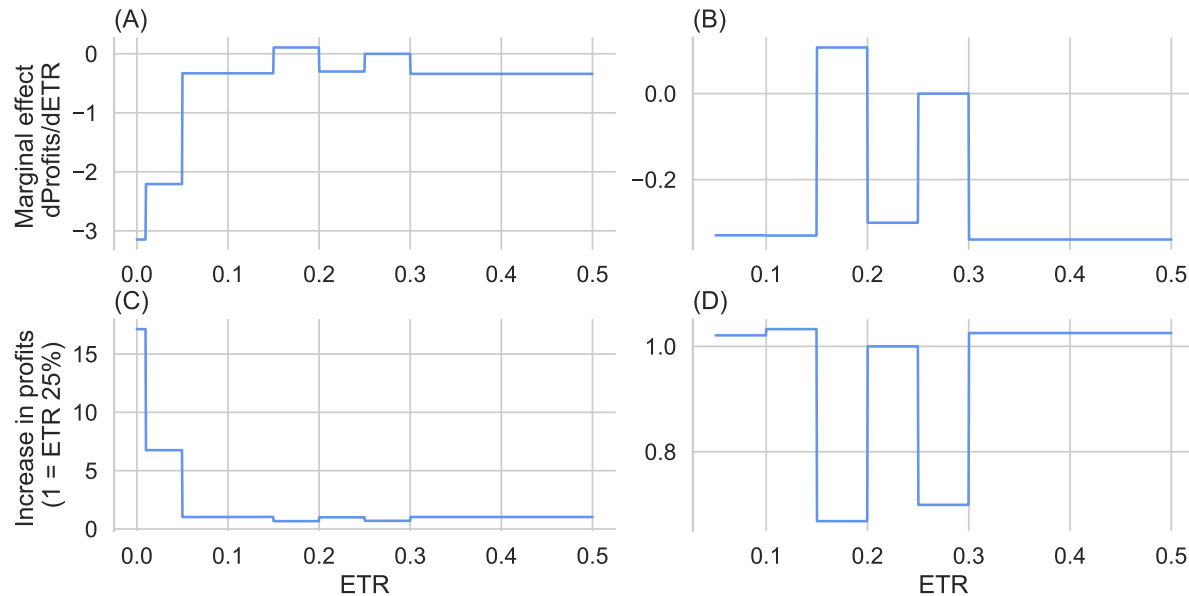 (A)
Marginal effect
dProfits/dETR
0
−1
−2
−3
0.0 0.1 0.2 0.3 0.4 0.5
(B)
0.0
−0.2
0.1 0.2 0.3 0.4 0.5
(C)
Increase in profits
(1 = ETR 25%)
15
10
5
0
0.0 0.1 0.2 0.3 0.4 0.5
ETR
(D)
1.0
0.8
0.1 0.2 0.3 0.4 0.5
ETR